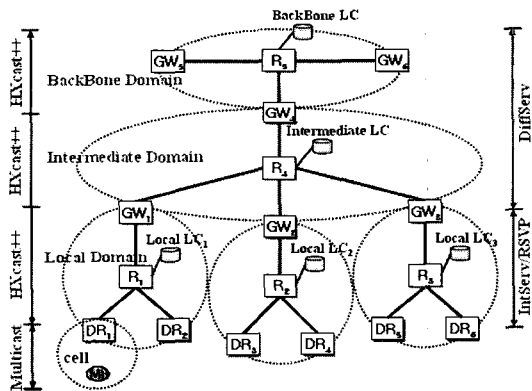 BackBone LC
GW5
R5
GW6
BackBone Domain
GW4
Intermediate LC
Intermediate Domain
R4
GW1
GW2
Local LC1
Local LC2
Local LC3
Local Domain
R1
R2
R3
DR1
DR2
DR3
DR4
DR5
DR6
cell
HXcast++
HXcast++
HXcast++
Multicast
DiffServ
IntServ/RSVP